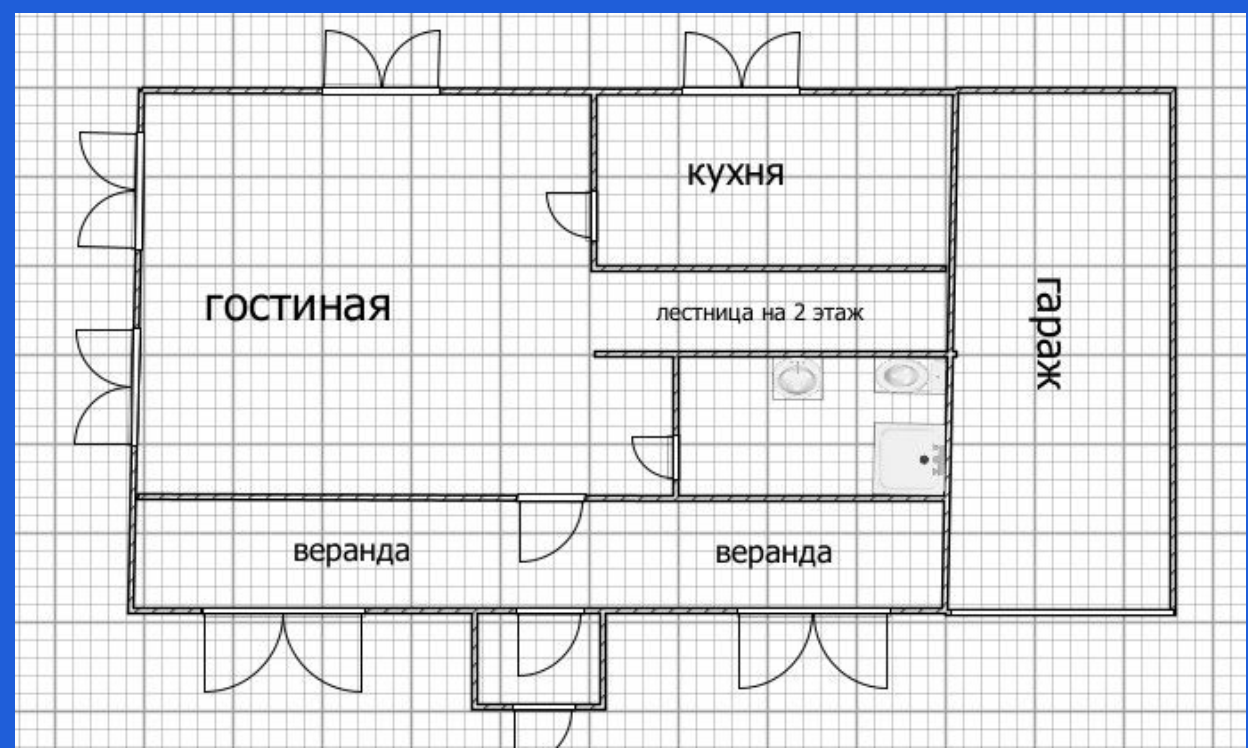 кухня
гостиная
лестница на 2 этаж
гараж
веранда
веранда